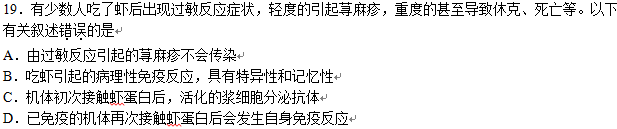 19．有少数人吃了虾后出现过敏反应症状，轻度的引起荨麻疹，重度的甚至导致休克、死亡等。以下
有关叙述错误的是
A．由过敏反应引起的荨麻疹不会传染
B．吃虾引起的病理性免疫反应，具有特异性和记忆性
C．机体初次接触虾蛋白后，活化的浆细胞分泌抗体
D．已免疫的机体再次接触虾蛋白后会发生自身免疫反应